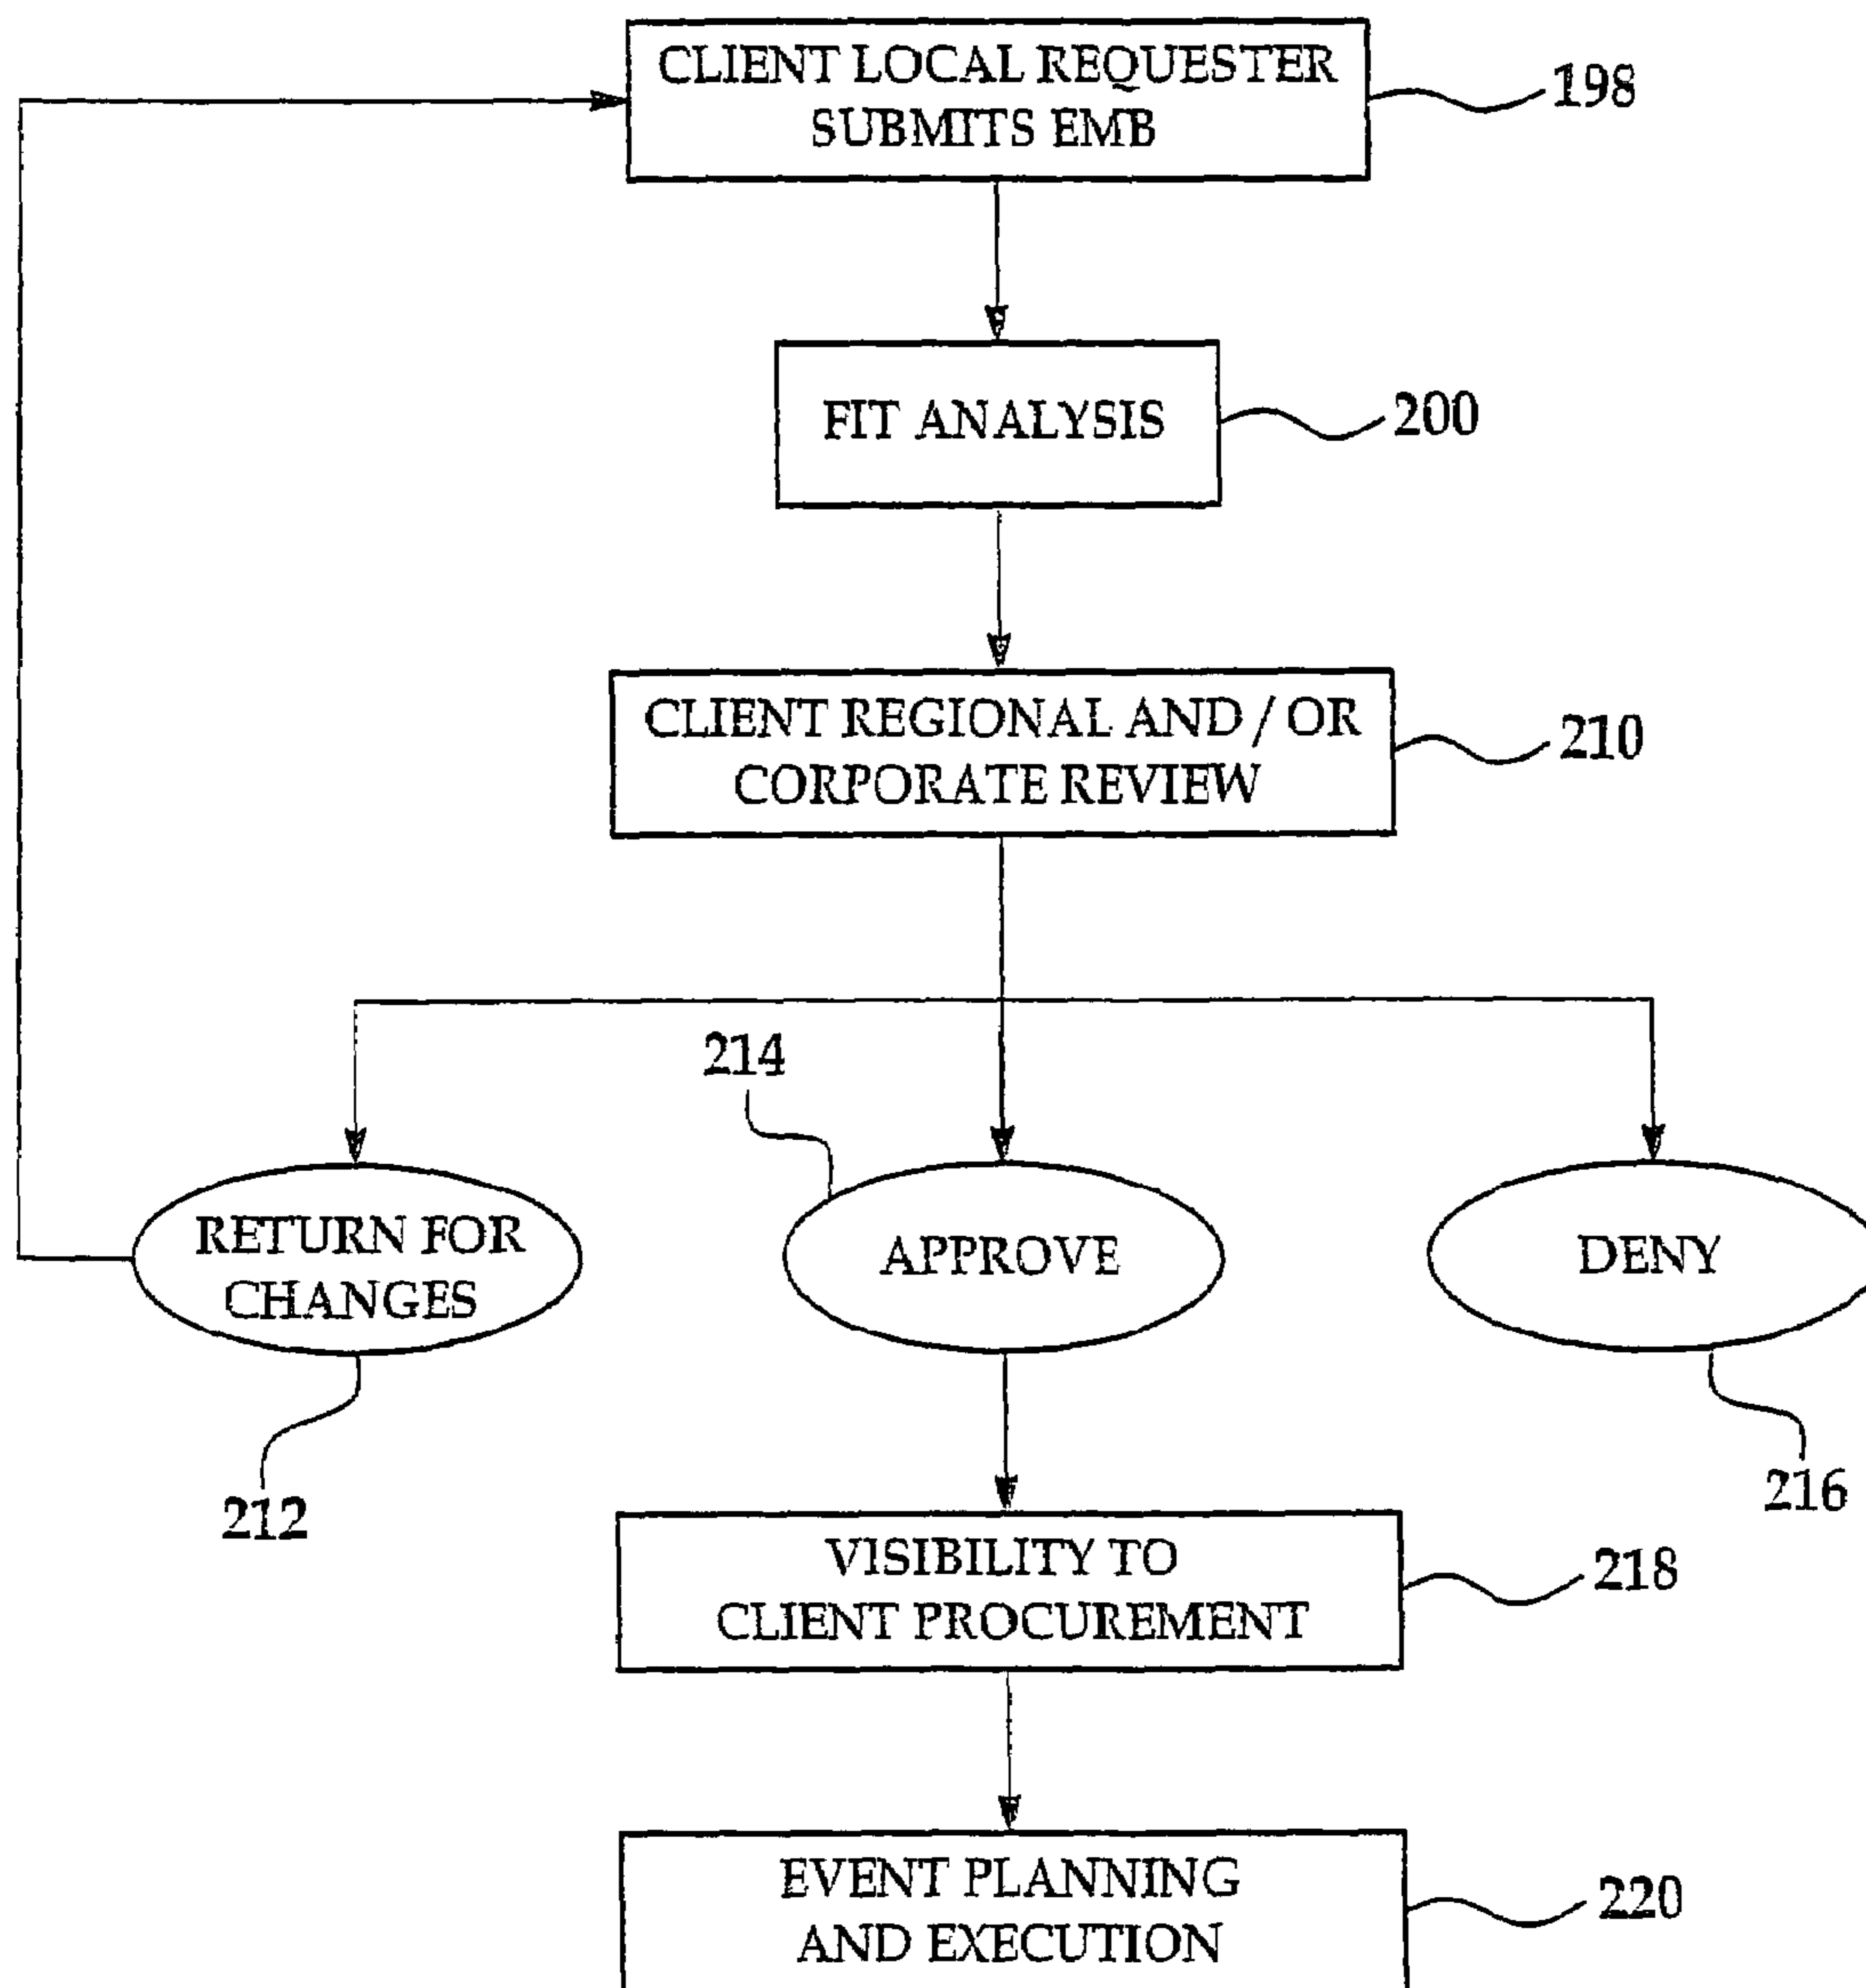 CLIENT LOCAL REQUESTER
SUBMITS EMB
198
FIT ANALYSIS
200
CLIENT REGIONAL AND / OR
CORPORATE REVIEW
210
214
RETURN FOR
CHANGES
APPROVE
DENY
212
216
VISIBILITY TO
CLIENT PROCUREMENT
218
EVENT PLANNING
AND EXECUTION
220